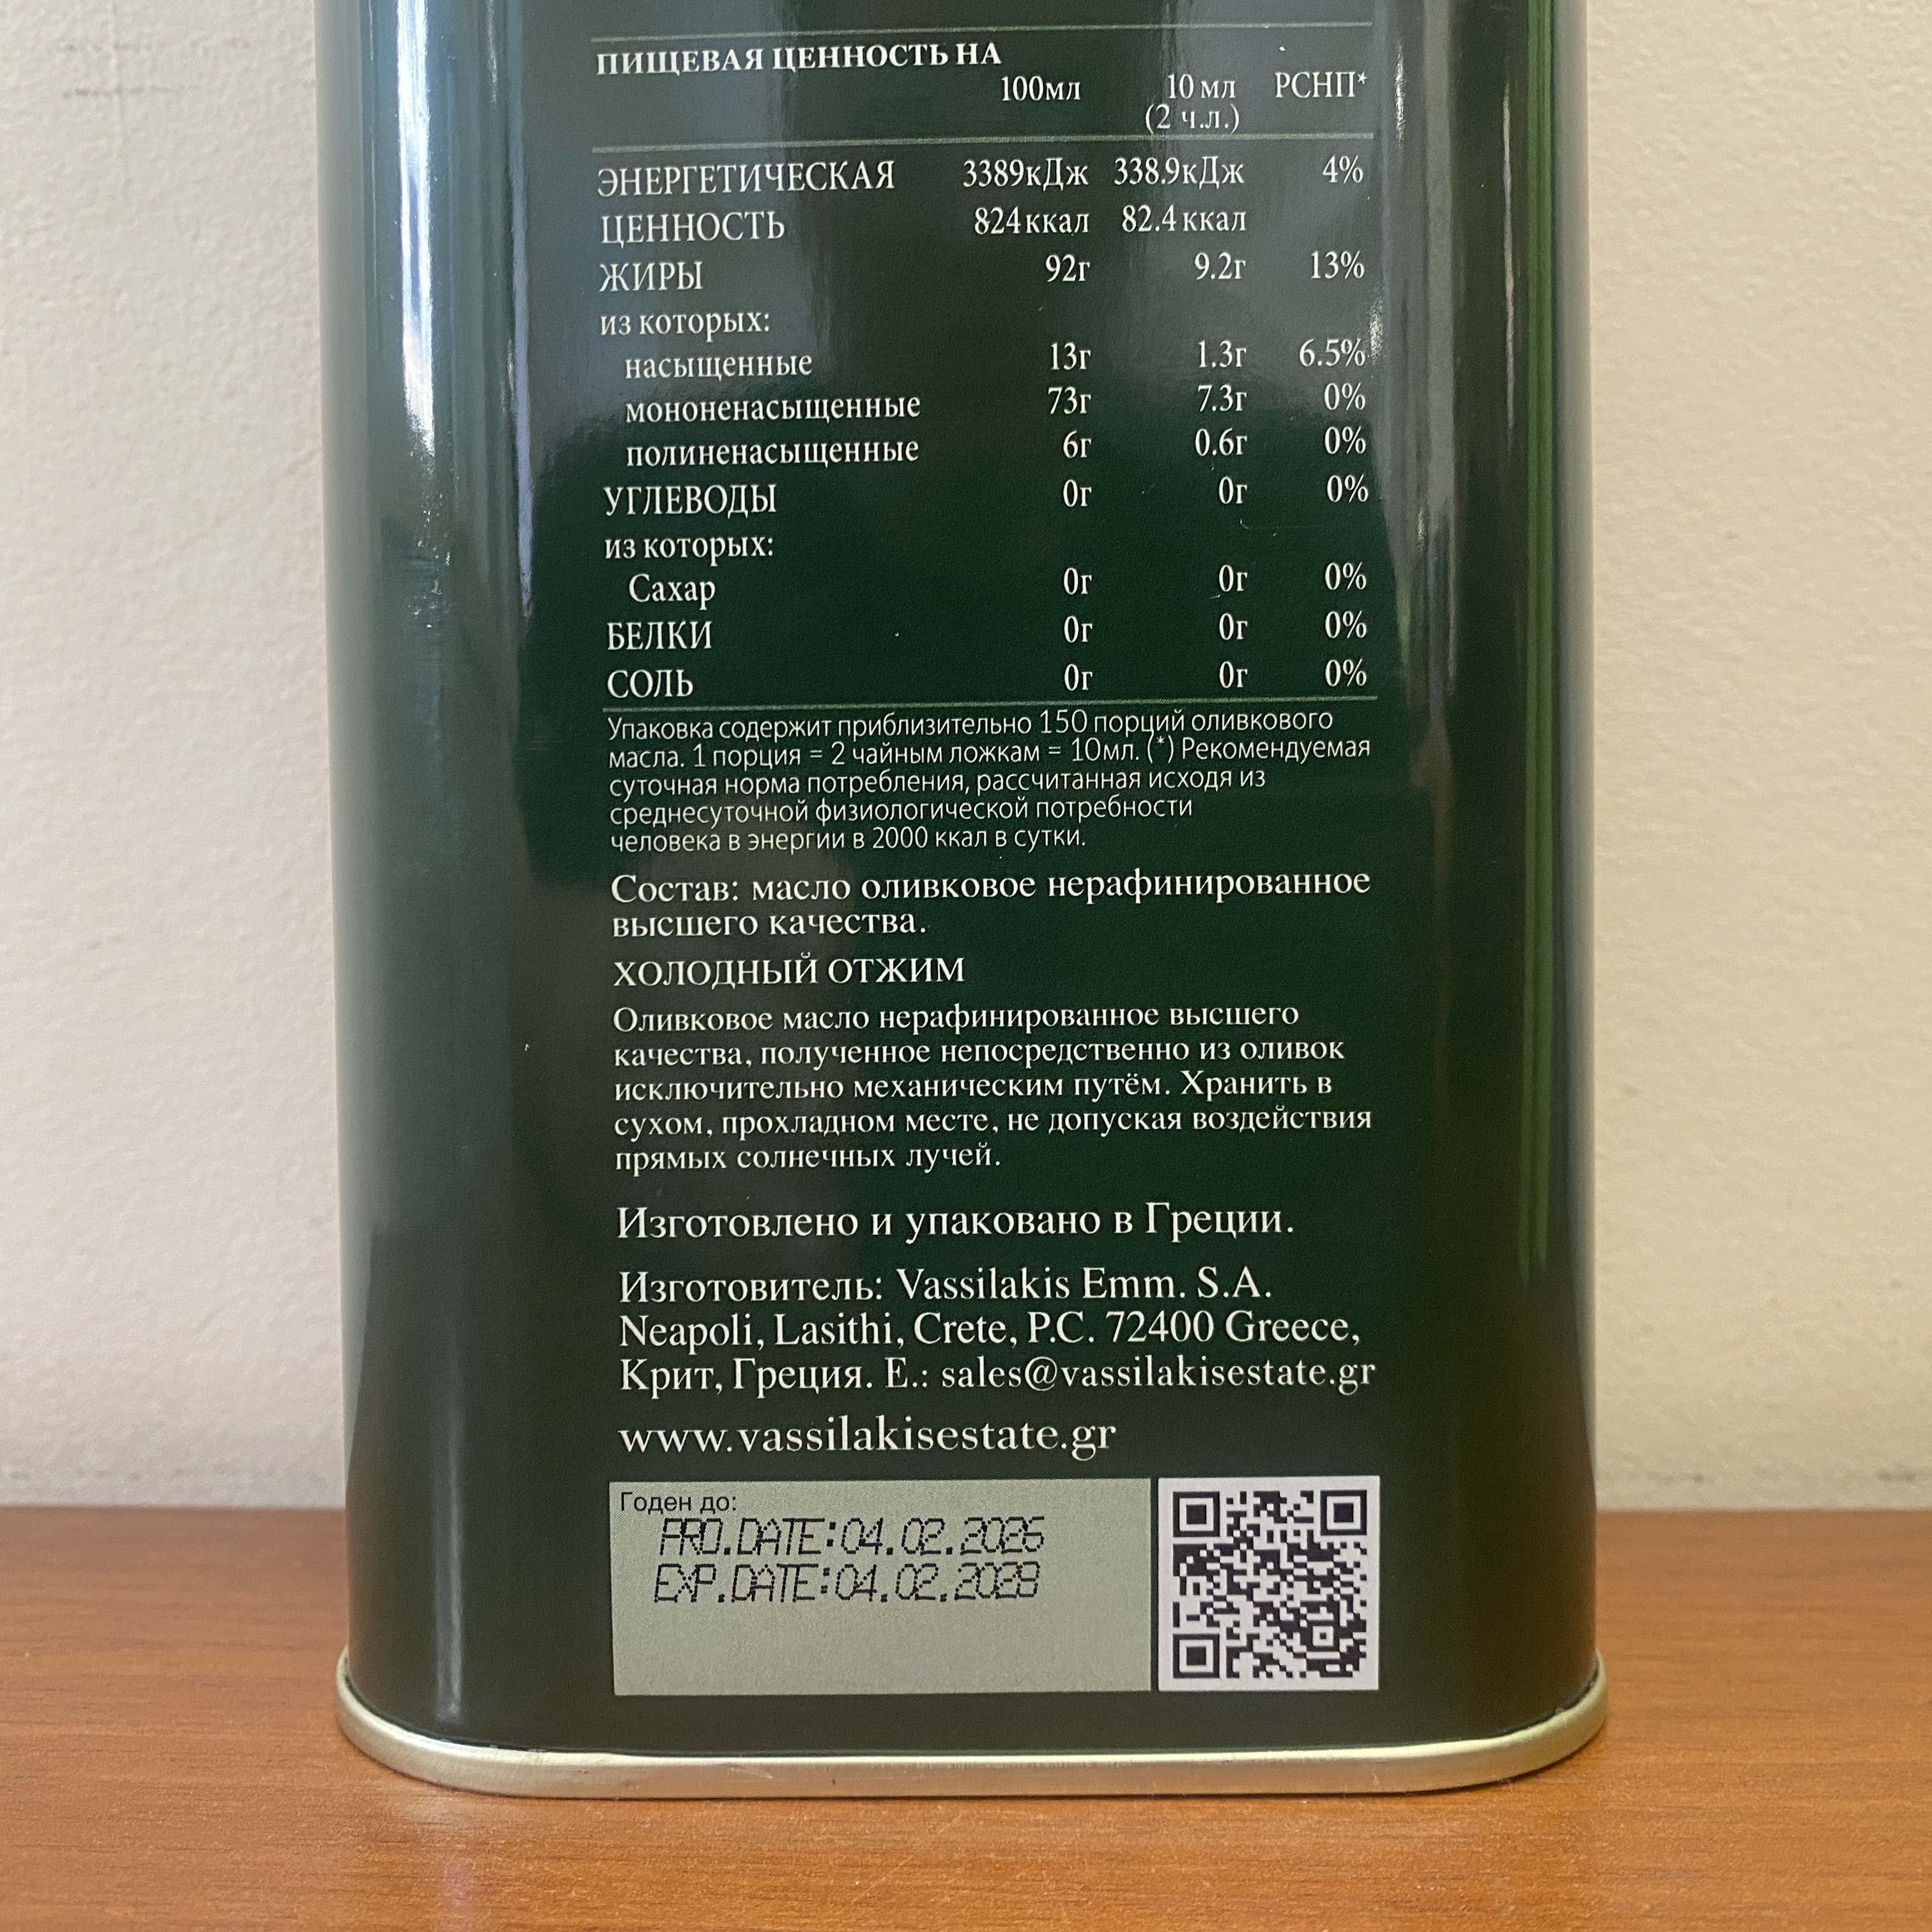 ПИЩЕВАЯ ЦЕННОСТЬ НА
100мл 10 мл РСНП*
(2 ч.л.)
ЭНЕРГЕТИЧЕСКАЯ 3389кДж 338.9кДж 4%
ЦЕННОСТЬ 824ккал 82.4ккал
ЖИРЫ 92г 9.2г 13%
из которых:
насыщенные 13г 1.3г 6.5%
мононенасыщенные 73г 7.3г 0%
полиненасыщенные 6г 0.6г 0%
УГЛЕВОДЫ 0г 0г 0%
из которых:
Сахар 0г 0г 0%
БЕЛКИ 0г 0г 0%
СОЛЬ 0г 0г 0%
Упаковка содержит приблизительно 150 порций оливкового
масла. 1 порция = 2 чайным ложкам = 10мл. (*) Рекомендуемая
суточная норма потребления, рассчитанная исходя из
среднесуточной физиологической потребности
человека в энергии в 2000 ккал в сутки.
Состав: масло оливковое нерафинированное
высшего качества.
ХОЛОДНЫЙ ОТЖИМ
Оливковое масло нерафинированное высшего
качества, полученное непосредственно из оливок
исключительно механическим путём. Хранить в
сухом, прохладном месте, не допуская воздействия
прямых солнечных лучей.
Изготовлено и упаковано в Греции.
Изготовитель: Vassilakis Emm. S.A.
Neapoli, Lasithi, Crete, P.C. 72400 Greece,
Крит, Греция. E.: sales@vassilakisestate.gr
www.vassilakisestate.gr
Годен до:
PRO.DATE:04.02.2026
EXP.DATE:04.02.2028